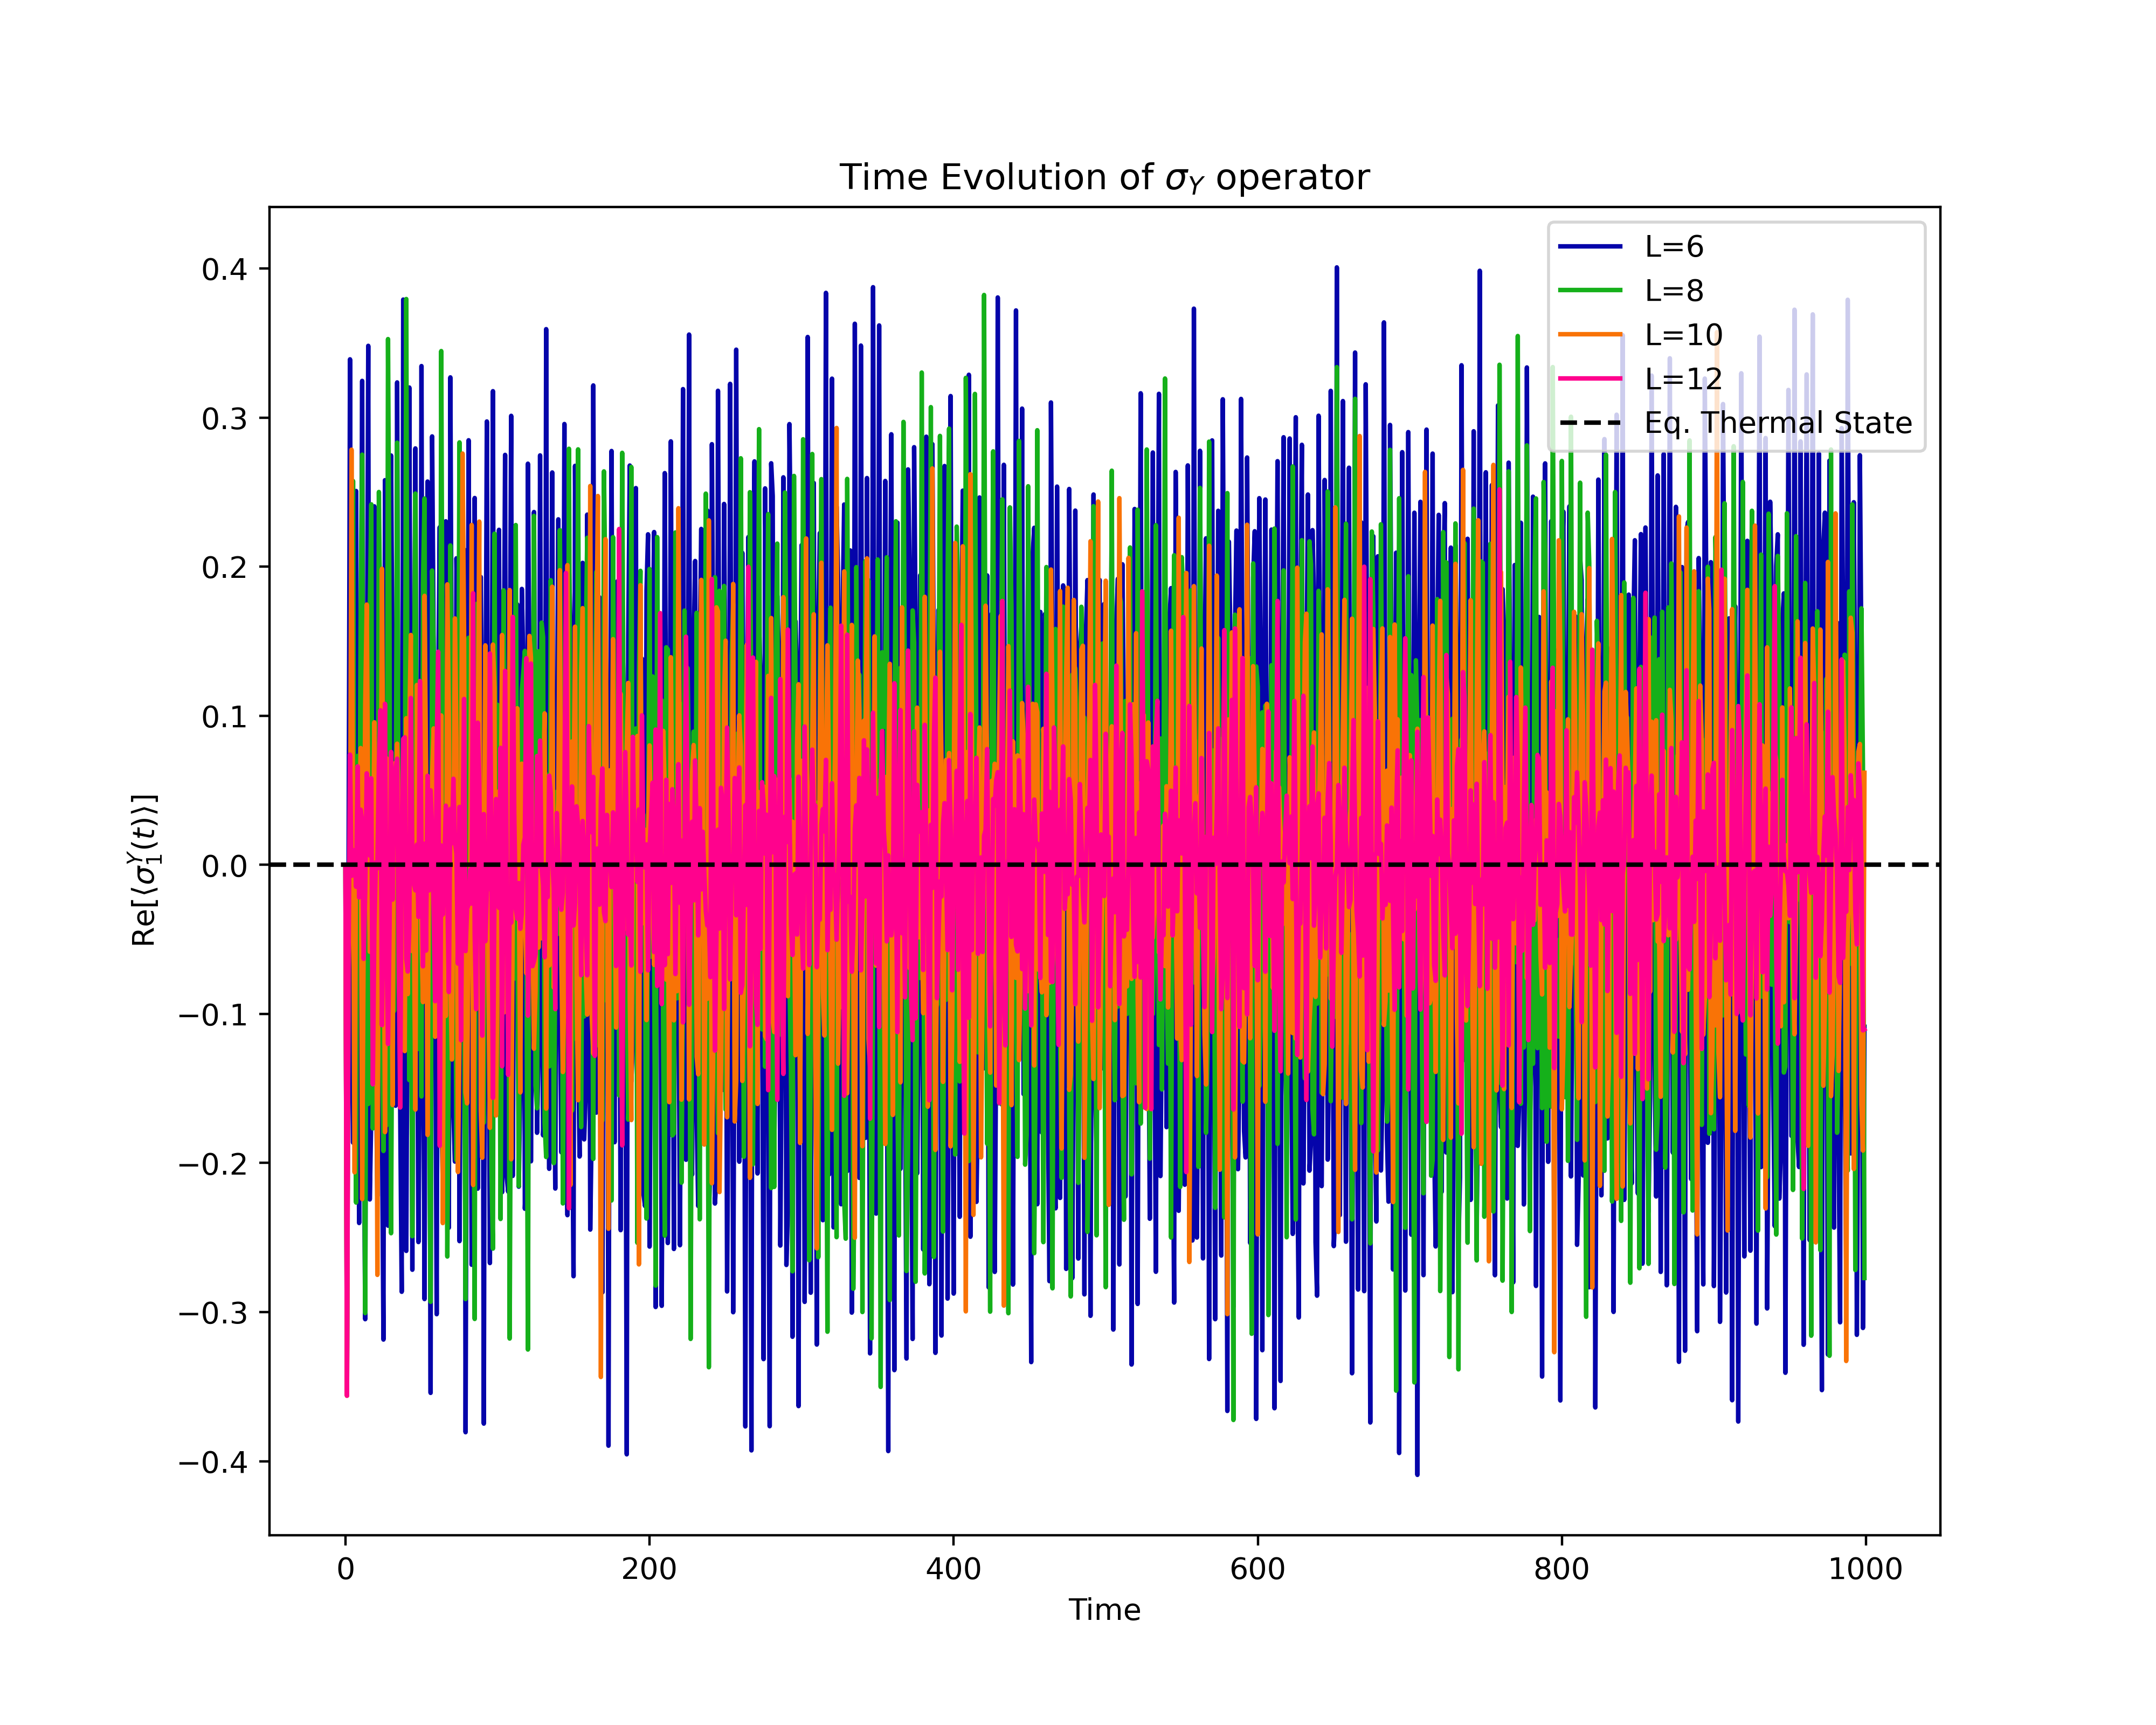 Time Evolution of σ_Y operator
L=6
L=8
L=10
L=12
Eq. Thermal State
0.4
0.3
0.2
0.1
0.0
−0.1
−0.2
−0.3
−0.4
Re[⟨σ₁^Y(t)⟩]
0 200 400 600 800 1000
Time